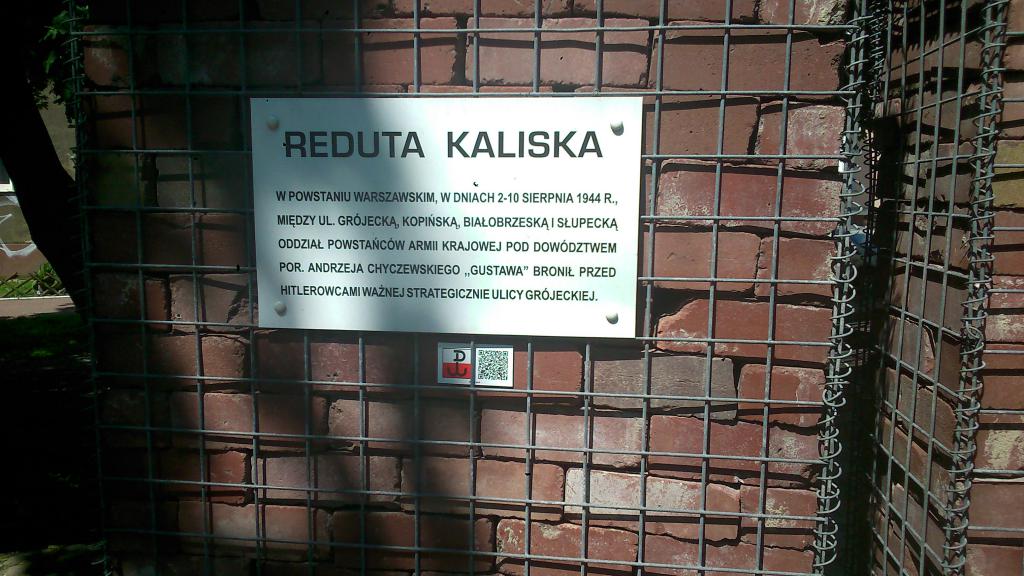 REDUTA KALISKA
W POWSTANIU WARSZAWSKIM, W DNIACH 2-10 SIERPNIA 1944 R.,
MIĘDZY UL. GRÓJECKĄ, KOPIŃSKĄ, BIAŁOBRZESKĄ I SŁUPECKĄ
ODDZIAŁ POWSTAŃCÓW ARMII KRAJOWEJ POD DOWÓDZTWEM
POR. ANDRZEJA CHYCZEWSKIEGO „GUSTAWA” BRONIŁ PRZED
HITLEROWCAMI WAŻNEJ STRATEGICZNIE ULICY GRÓJECKIEJ.